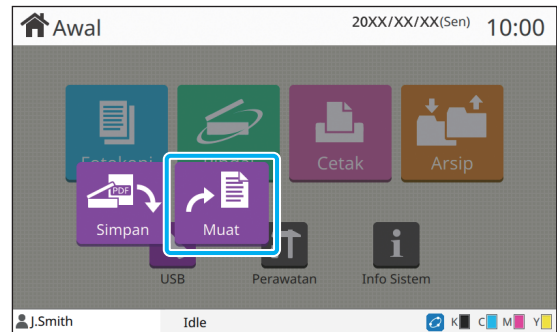 Awal
20XX/XX/XX(Sen)
10:00
Cetak
Arsip
PDF
Simpan
Muat
USB
Perawatan
Info Sistem
J.Smith
Idle
K C M Y